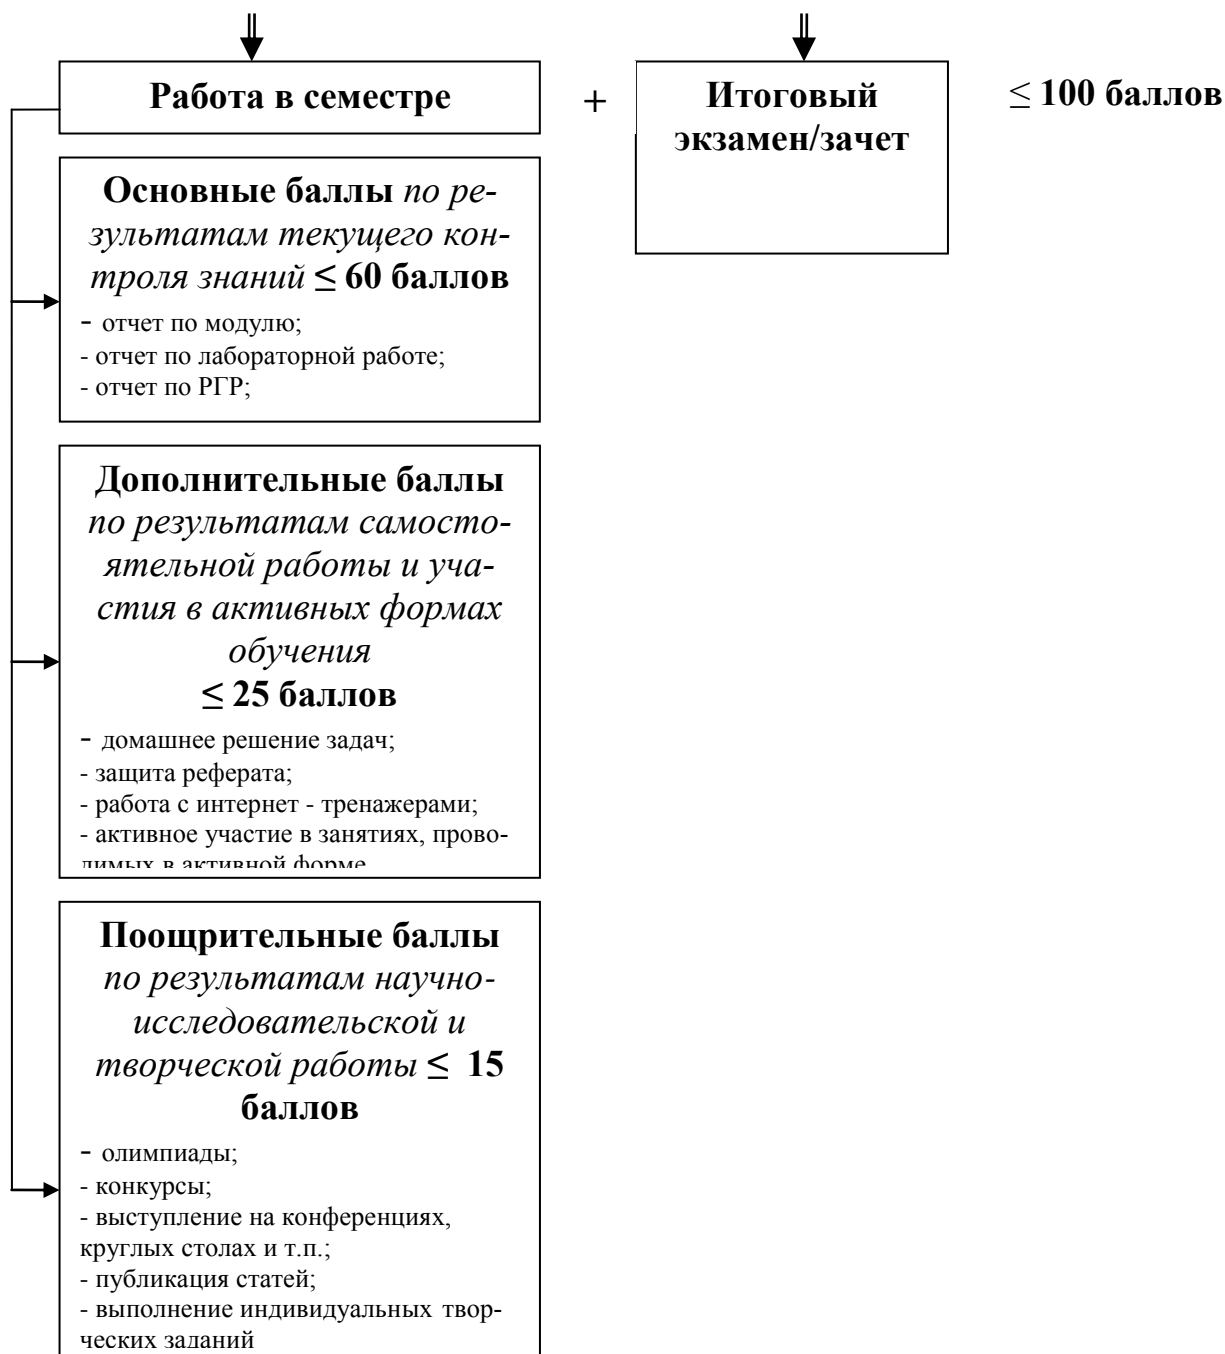 Работа в семестре
+
Итоговый
экзамен/зачет
≤ 100 баллов
Основные баллы по ре-
зультатам текущего кон-
троля знаний ≤ 60 баллов
- отчет по модулю;
- отчет по лабораторной работе;
- отчет по РГР;
Дополнительные баллы
по результатам самосто-
ятельной работы и уча-
стия в активных формах
обучения
≤ 25 баллов
- домашнее решение задач;
- защита реферата;
- работа с интернет - тренажерами;
- активное участие в занятиях, прово-
димых в активной форме
Поощрительные баллы
по результатам научно-
исследовательской и
творческой работы ≤ 15
баллов
- олимпиады;
- конкурсы;
- выступление на конференциях,
круглых столах и т.п.;
- публикация статей;
- выполнение индивидуальных твор-
ческих заданий